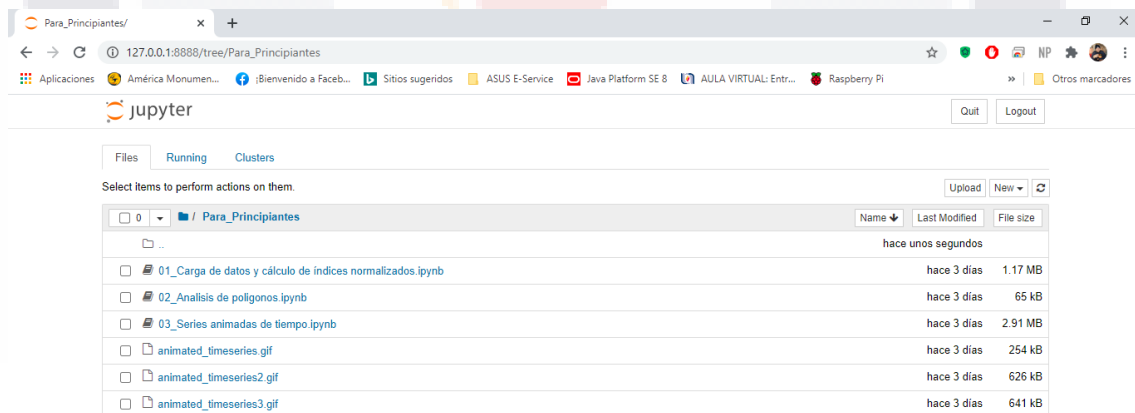 Para_Principiantes/
127.0.0.1:8888/tree/Para_Principiantes
NP
Aplicaciones América Monumen... ¡Bienvenido a Faceb... Sitios sugeridos ASUS E-Service Java Platform SE 8 AULA VIRTUAL: Entr... Raspberry Pi » Otros marcadores
jupyter Quit Logout
Files Running Clusters
Select items to perform actions on them. Upload New
0 / Para_Principiantes Name Last Modified File size
.. hace unos segundos
01_Carga de datos y cálculo de índices normalizados.ipynb hace 3 días 1.17 MB
02_Analisis de poligonos.ipynb hace 3 días 65 kB
03_Series animadas de tiempo.ipynb hace 3 días 2.91 MB
animated_timeseries.gif hace 3 días 254 kB
animated_timeseries2.gif hace 3 días 626 kB
animated_timeseries3.gif hace 3 días 641 kB